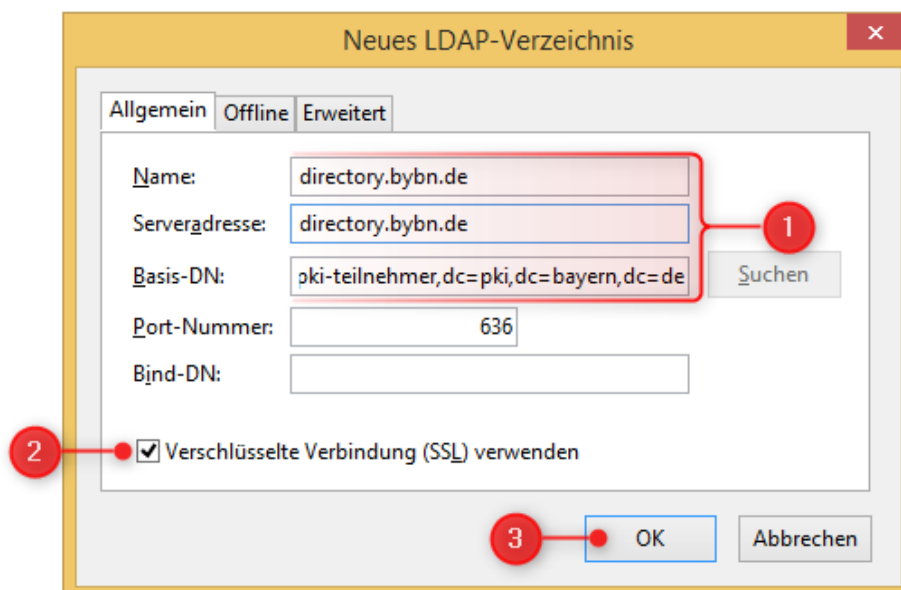 Neues LDAP-Verzeichnis
Allgemein Offline Erweitert
Name: directory.bybn.de
Serveradresse: directory.bybn.de
1
Basis-DN: pki-teilnehmer,dc=pki,dc=bayern,dc=de Suchen
Port-Nummer: 636
Bind-DN:
2 Verschlüsselte Verbindung (SSL) verwenden
3 OK Abbrechen